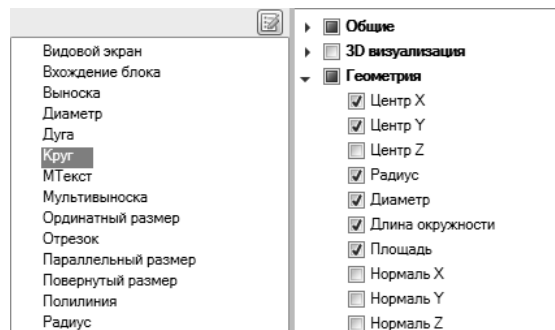 Видовой экран
Вхождение блока
Выноска
Диаметр
Дуга
Круг
МТекст
Мультивыноска
Ординатный размер
Отрезок
Параллельный размер
Повернутый размер
Полилиния
Радиус
Общие
3D визуализация
Геометрия
Центр X
Центр Y
Центр Z
Радиус
Диаметр
Длина окружности
Площадь
Нормаль X
Нормаль Y
Нормаль Z